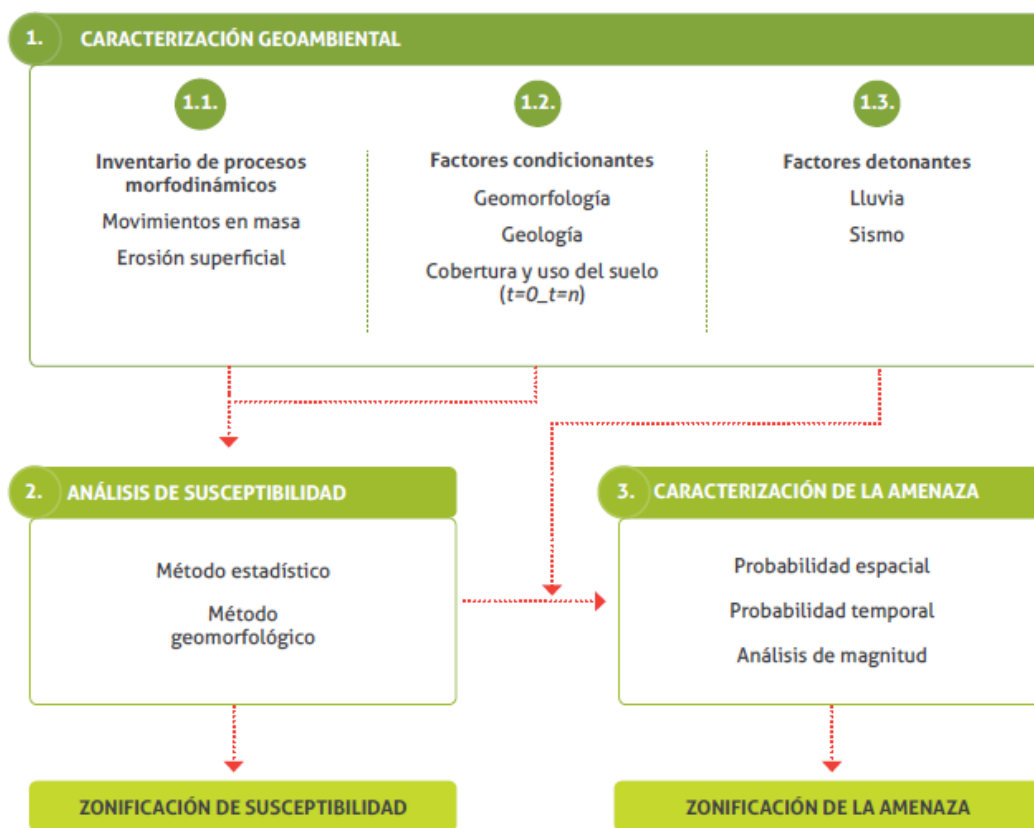 1. CARACTERIZACIÓN GEOAMBIENTAL
1.1.
Inventario de procesos
morfodinámicos
Movimientos en masa
Erosión superficial
1.2.
Factores condicionantes
Geomorfología
Geología
Cobertura y uso del suelo
(t=0_t=n)
1.3.
Factores detonantes
Lluvia
Sismo
2. ANÁLISIS DE SUSCEPTIBILIDAD
Método estadístico
Método
geomorfológico
3. CARACTERIZACIÓN DE LA AMENAZA
Probabilidad espacial
Probabilidad temporal
Análisis de magnitud
ZONIFICACIÓN DE SUSCEPTIBILIDAD
ZONIFICACIÓN DE LA AMENAZA